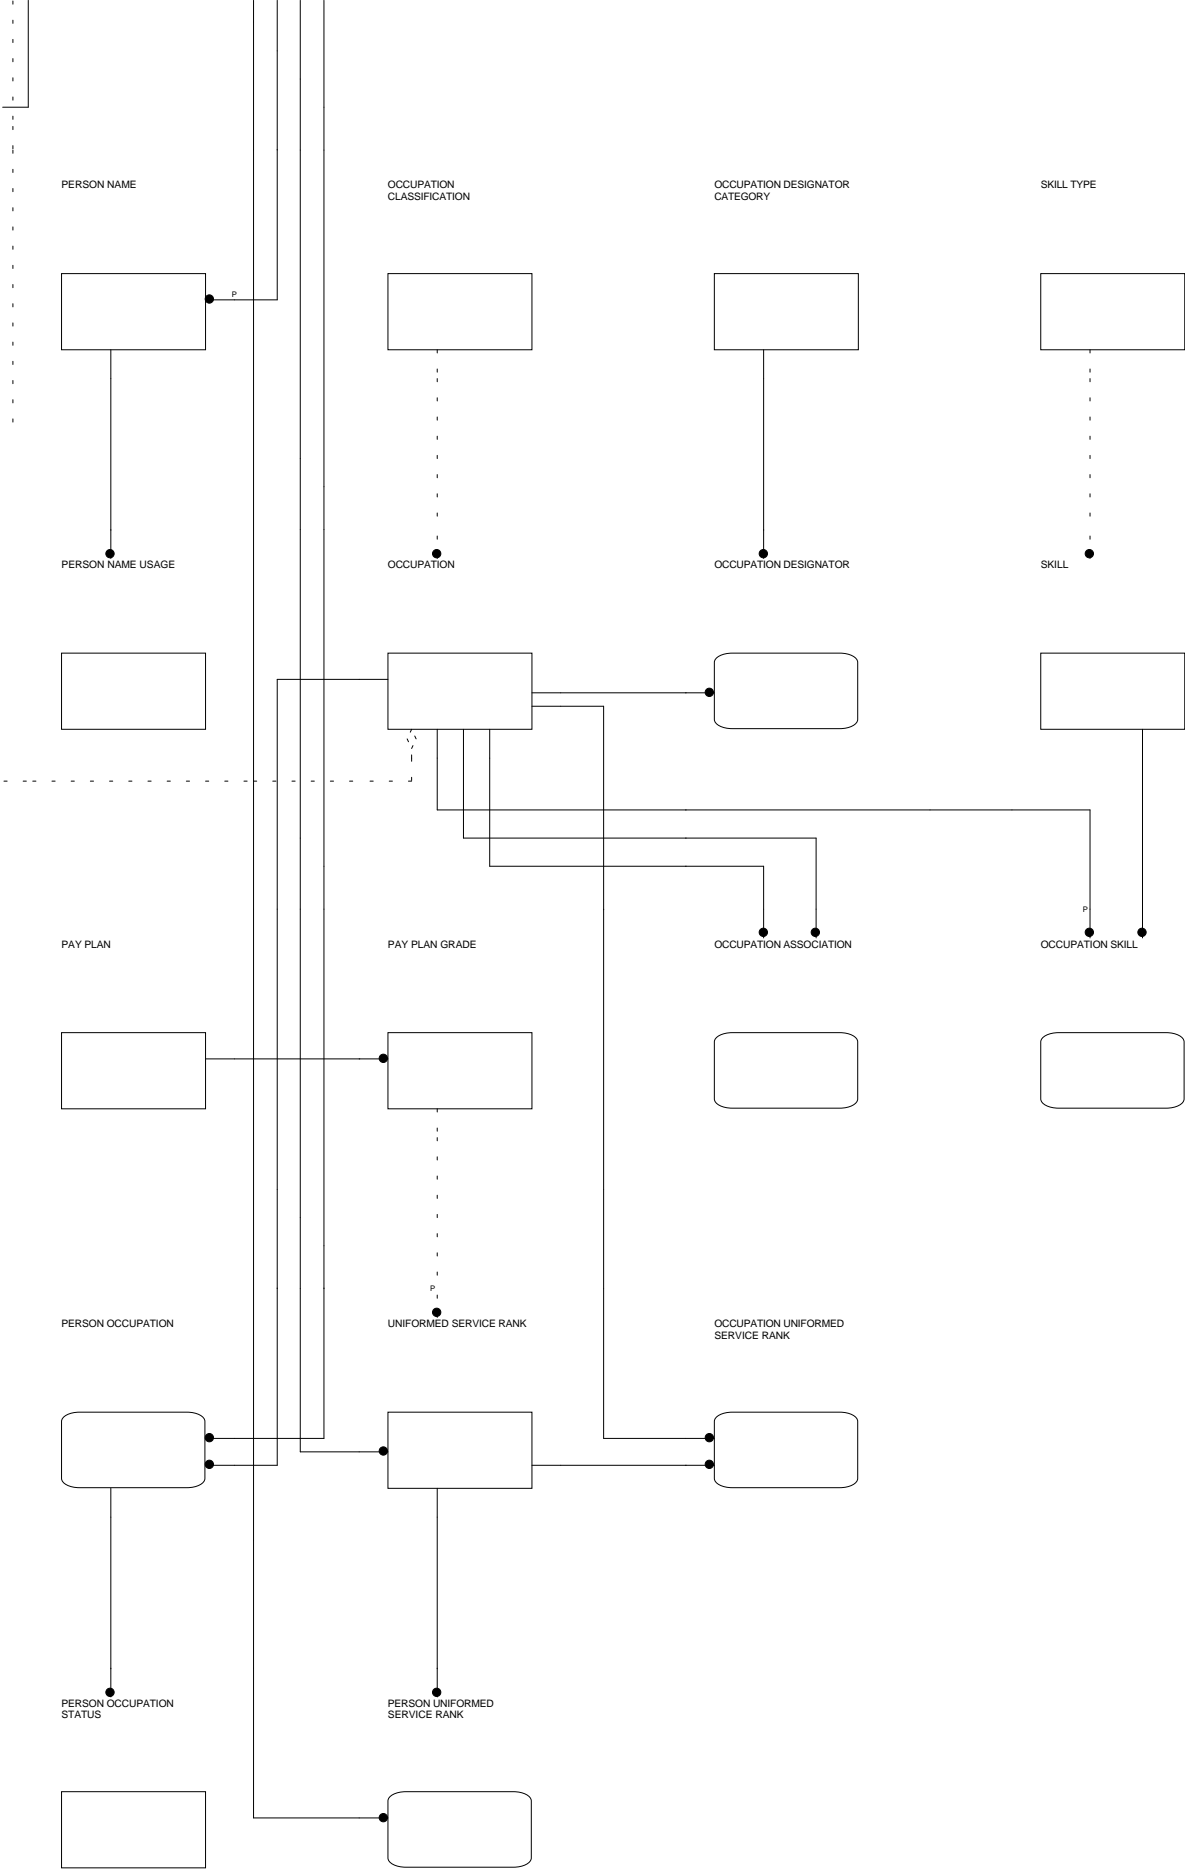 PERSON NAME
OCCUPATION
CLASSIFICATION
OCCUPATION DESIGNATOR
CATEGORY
SKILL TYPE
P
PERSON NAME USAGE
OCCUPATION
OCCUPATION DESIGNATOR
SKILL
P
PAY PLAN
PAY PLAN GRADE
OCCUPATION ASSOCIATION
OCCUPATION SKILL
P
PERSON OCCUPATION
UNIFORMED SERVICE RANK
OCCUPATION UNIFORMED
SERVICE RANK
PERSON OCCUPATION
STATUS
PERSON UNIFORMED
SERVICE RANK